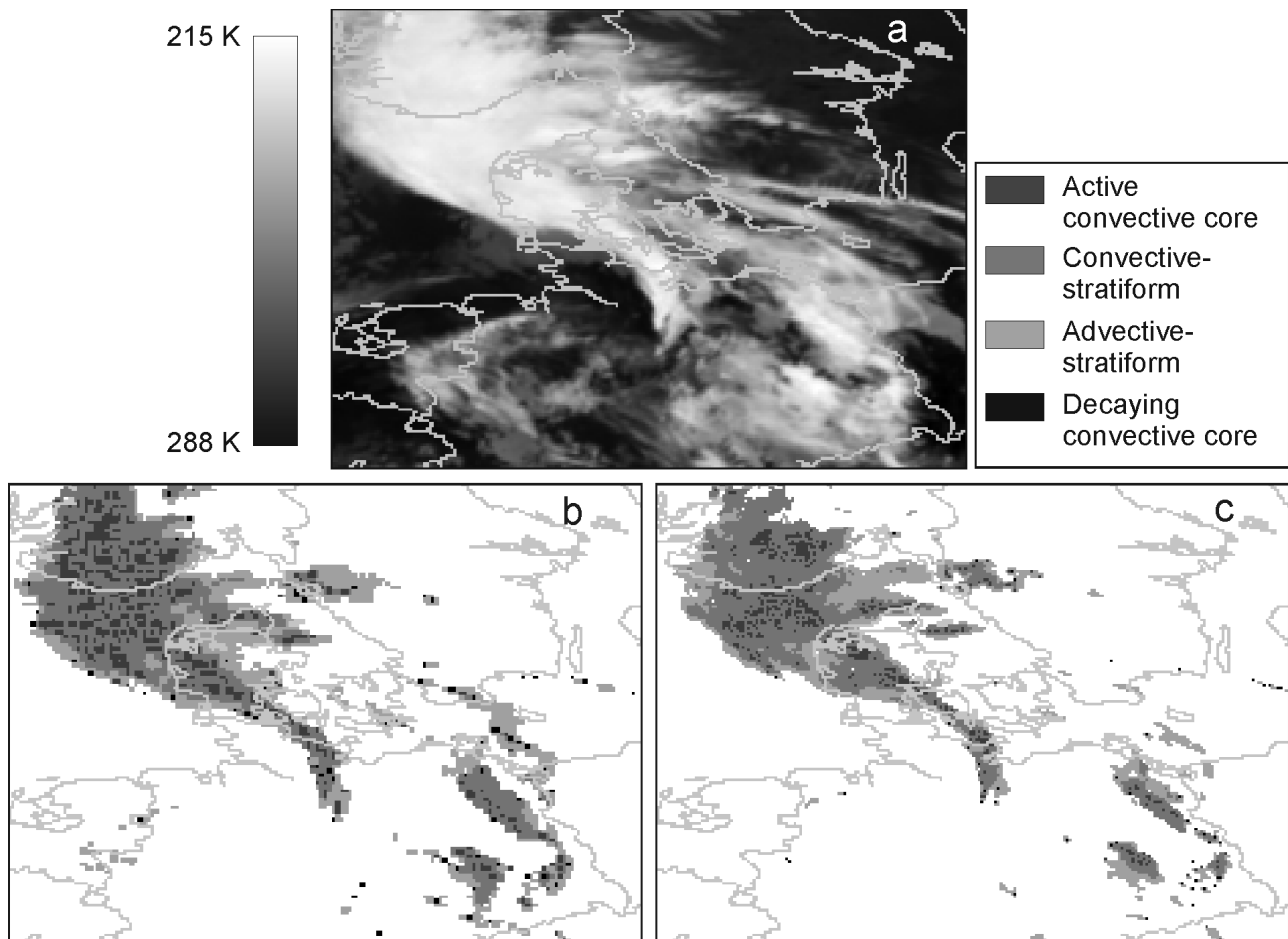 215 K
288 K
a
Active
convective core
Convective-
stratiform
Advective-
stratiform
Decaying
convective core
b
c